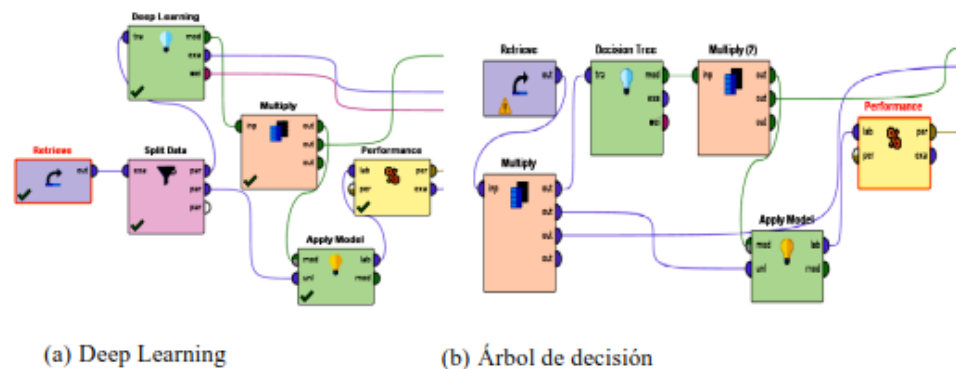 Deep Learning
tra
mod
exa
wei
Multiply
inp
out
out
out
Retrieve
out
Split Data
exa
par
par
par
Performance
lab
per
per
exa
Apply Model
mod
unl
lab
mod
(a) Deep Learning
Retrieve
out
Decision Tree
tra
mod
exa
wei
Multiply (2)
inp
out
out
out
Multiply
inp
out
out
out
out
Performance
lab
per
per
exa
Apply Model
mod
unl
lab
mod
(b) Árbol de decisión